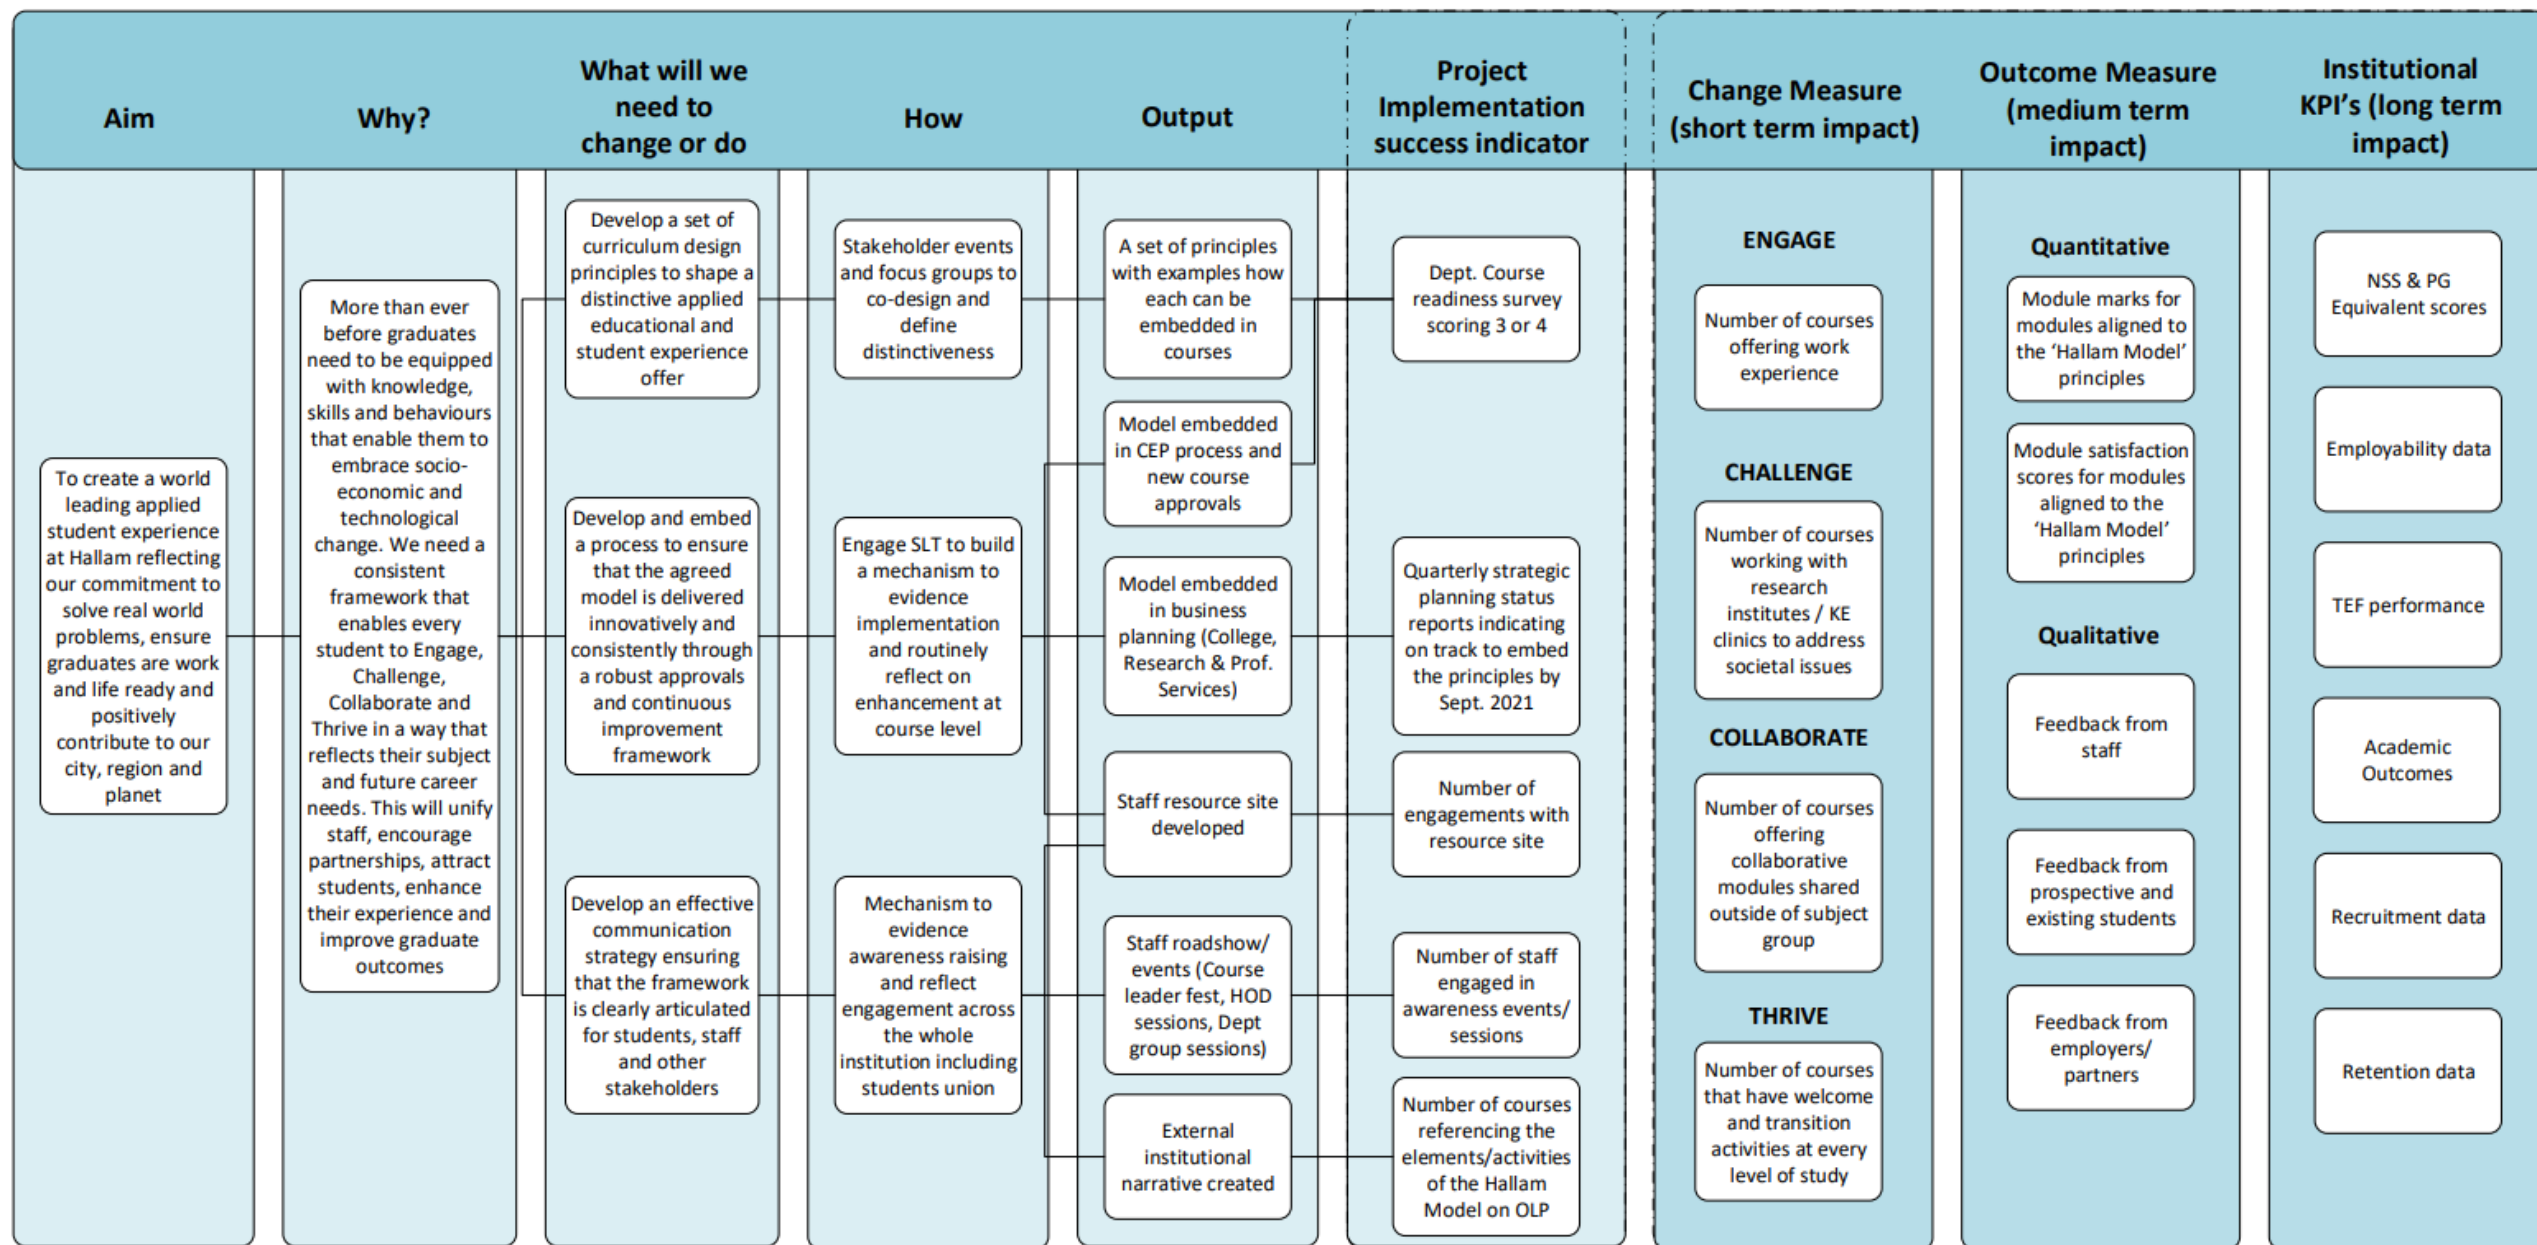 Aim
Why?
What will we
need to
change or do
How
Output
Project
Implementation
success indicator
Change Measure
(short term impact)
Outcome Measure
(medium term
impact)
Institutional
KPI's (long term
impact)
To create a world
leading applied
student experience
at Hallam reflecting
our commitment to
solve real world
problems, ensure
graduates are work
and life ready and
positively
contribute to our
city, region and
planet
More than ever
before graduates
need to be equipped
with knowledge,
skills and behaviours
that enable them to
embrace socio-
economic and
technological
change. We need a
consistent
framework that
enables every
student to Engage,
Challenge,
Collaborate and
Thrive in a way that
reflects their subject
and future career
needs. This will unify
staff, encourage
partnerships, attract
students, enhance
their experience and
improve graduate
outcomes
Develop a set of
curriculum design
principles to shape a
distinctive applied
educational and
student experience
offer
Develop and embed
a process to ensure
that the agreed
model is delivered
innovatively and
consistently through
a robust approvals
and continuous
improvement
framework
Develop an effective
communication
strategy ensuring
that the framework
is clearly articulated
for students, staff
and other
stakeholders
Stakeholder events
and focus groups to
co-design and
define
distinctiveness
Engage SLT to build
a mechanism to
evidence
implementation
and routinely
reflect on
enhancement at
course level
Mechanism to
evidence
awareness raising
and reflect
engagement across
the whole
institution including
students union
A set of principles
with examples how
each can be
embedded in
courses
Model embedded
in CEP process and
new course
approvals
Model embedded
in business
planning (College,
Research & Prof.
Services)
Staff resource site
developed
Staff roadshow/
events (Course
leader fest, HOD
sessions, Dept
group sessions)
External
institutional
narrative created
Dept. Course
readiness survey
scoring 3 or 4
Quarterly strategic
planning status
reports indicating
on track to embed
the principles by
Sept. 2021
Number of
engagements with
resource site
Number of staff
engaged in
awareness events/
sessions
Number of courses
referencing the
elements/activities
of the Hallam
Model on OLP
ENGAGE
Number of courses
offering work
experience
CHALLENGE
Number of courses
working with
research
institutes / KE
clinics to address
societal issues
COLLABORATE
Number of courses
offering
collaborative
modules shared
outside of subject
group
THRIVE
Number of courses
that have welcome
and transition
activities at every
level of study
Quantitative
Module marks for
modules aligned to
the 'Hallam Model'
principles
Module satisfaction
scores for modules
aligned to the
'Hallam Model'
principles
Qualitative
Feedback from
staff
Feedback from
prospective and
existing students
Feedback from
employers/
partners
NSS & PG
Equivalent scores
Employability data
TEF performance
Academic
Outcomes
Recruitment data
Retention data